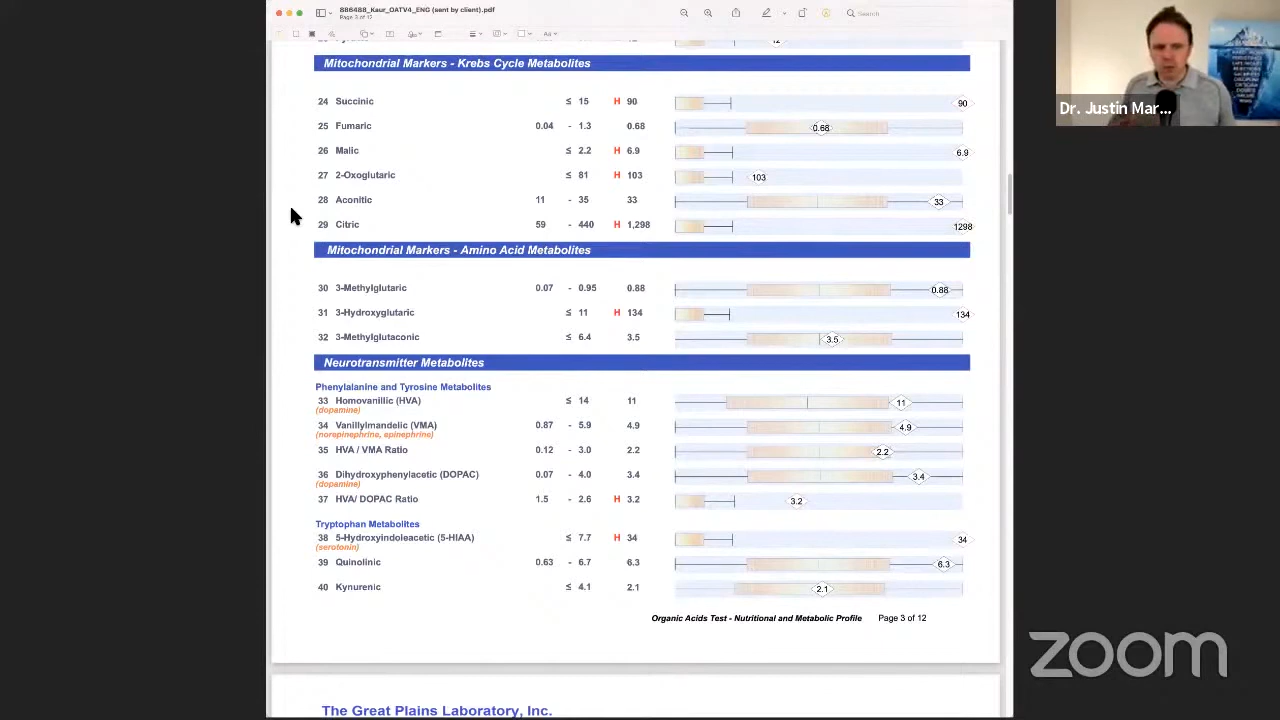 886488_Kaur_OATV4_ENG (sent by client).pdf
Page 3 of 12
Search
Mitochondrial Markers - Krebs Cycle Metabolites
24 Succinic ≤ 15 H 90 90
25 Fumaric 0.04 - 1.3 0.68 0.68
26 Malic ≤ 2.2 H 6.9 6.9
27 2-Oxoglutaric ≤ 81 H 103 103
28 Aconitic 11 - 35 33 33
29 Citric 59 - 440 H 1,298 1298
Mitochondrial Markers - Amino Acid Metabolites
30 3-Methylglutaric 0.07 - 0.95 0.88 0.88
31 3-Hydroxyglutaric ≤ 11 H 134 134
32 3-Methylglutaconic ≤ 6.4 3.5 3.5
Neurotransmitter Metabolites
Phenylalanine and Tyrosine Metabolites
33 Homovanillic (HVA) ≤ 14 11 11
(dopamine)
34 Vanillylmandelic (VMA) 0.87 - 5.9 4.9 4.9
(norepinephrine, epinephrine)
35 HVA / VMA Ratio 0.12 - 3.0 2.2 2.2
36 Dihydroxyphenylacetic (DOPAC) 0.07 - 4.0 3.4 3.4
(dopamine)
37 HVA/ DOPAC Ratio 1.5 - 2.6 H 3.2 3.2
Tryptophan Metabolites
38 5-Hydroxyindoleacetic (5-HIAA) ≤ 7.7 H 34 34
(serotonin)
39 Quinolinic 0.63 - 6.7 6.3 6.3
40 Kynurenic ≤ 4.1 2.1 2.1
Organic Acids Test - Nutritional and Metabolic Profile Page 3 of 12
The Great Plains Laboratory, Inc.
Dr. Justin Mar...
zoom